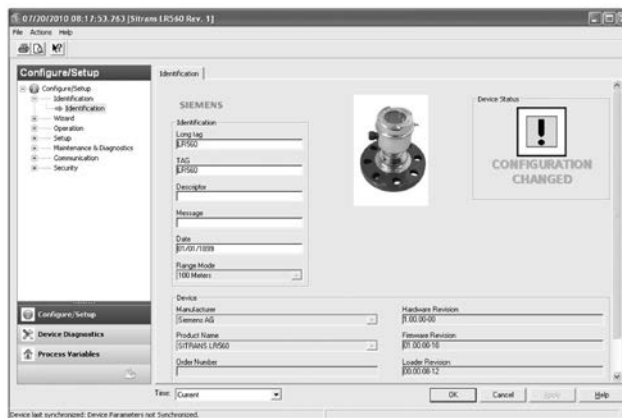 07/20/2010 08:17:53.763 [Sitrans LR560 Rev. 1]
File Actions Help
Configure/Setup
Configure/Setup
Identification
Identification
Wizard
Operation
Setup
Maintenance & Diagnostics
Communication
Security
Configure/Setup
Device Diagnostics
Process Variables
Identification
SIEMENS
Identification
Long tag
LR560
TAG
LR560
Descriptor
Message
Date
01/01/1899
Range Mode
100 Meters
Device Status
CONFIGURATION
CHANGED
Device
Manufacturer
Siemens AG
Product Name
SITRANS LR560
Order Number
Hardware Revision
1.00.00-00
Firmware Revision
01.00.00-18
Loader Revision
00.00.08-12
Time: Current
OK Cancel Apply Help
Device last synchronized: Device Parameters not Synchronized.